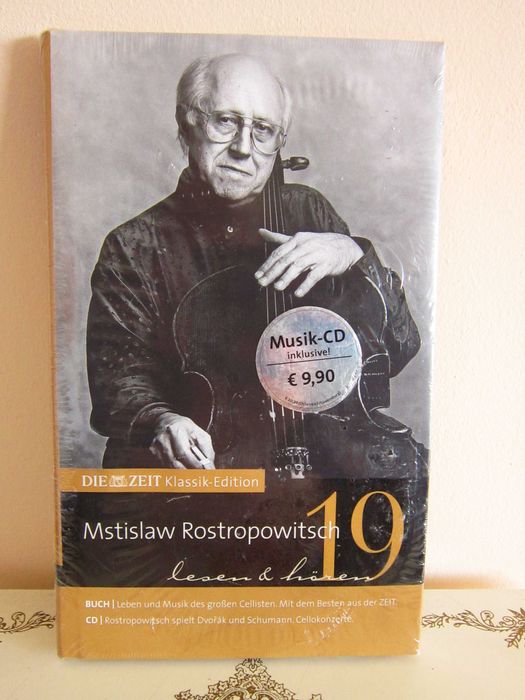 Musik-CD
inklusive!
€ 9,90
DIE ZEIT Klassik-Edition
Mstislaw Rostropowitsch
19
lesen & hören
BUCH | Leben und Musik des großen Cellisten. Mit dem Besten aus der ZEIT.
CD | Rostropowitsch spielt Dvořák und Schumann. Cellokonzerte.